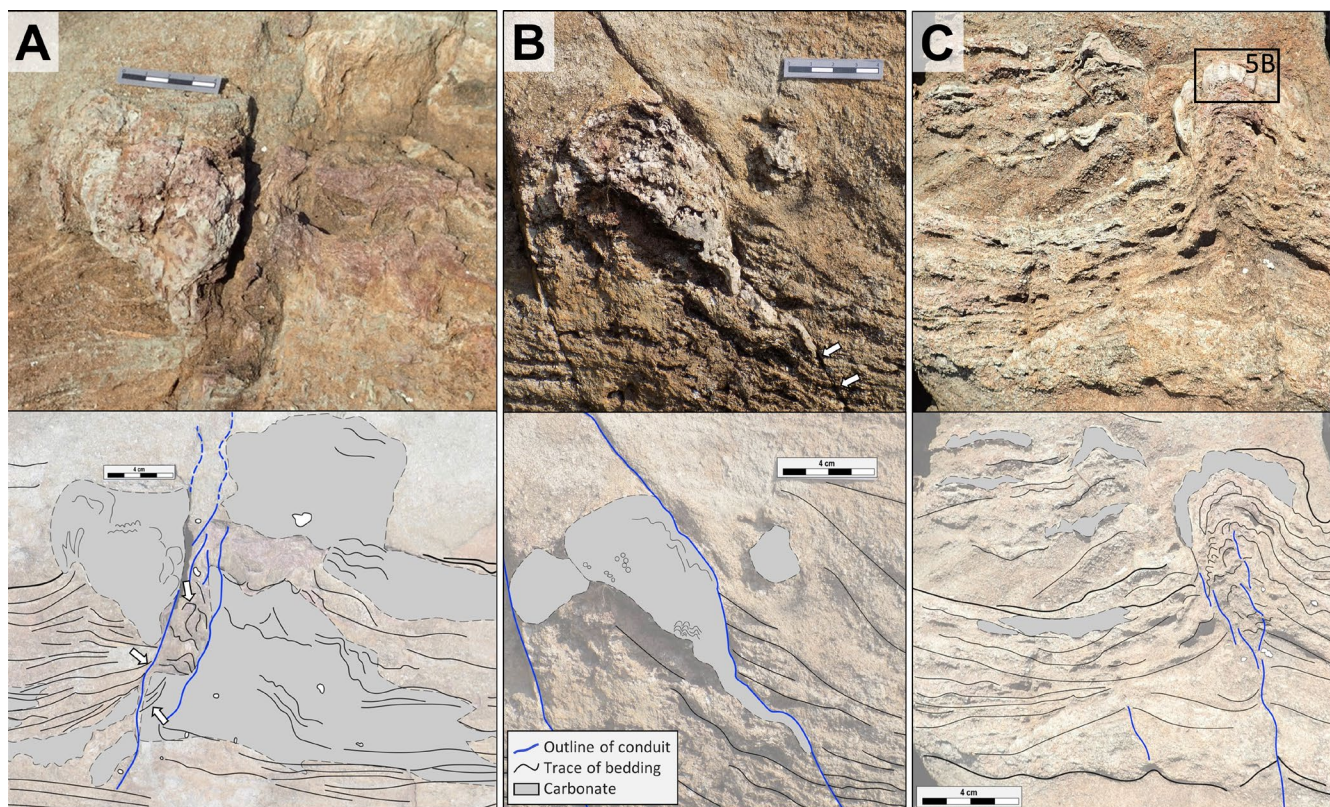 A
B
C
5B
4 cm
4 cm
Outline of conduit
Trace of bedding
Carbonate
4 cm